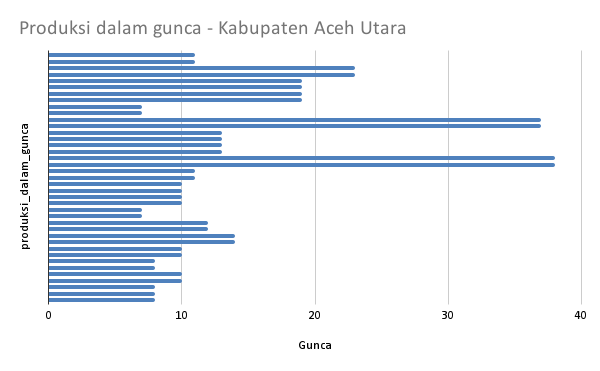 Produksi dalam gunca - Kabupaten Aceh Utara
produksi_dalam_gunca
0 10 20 30 40
Gunca